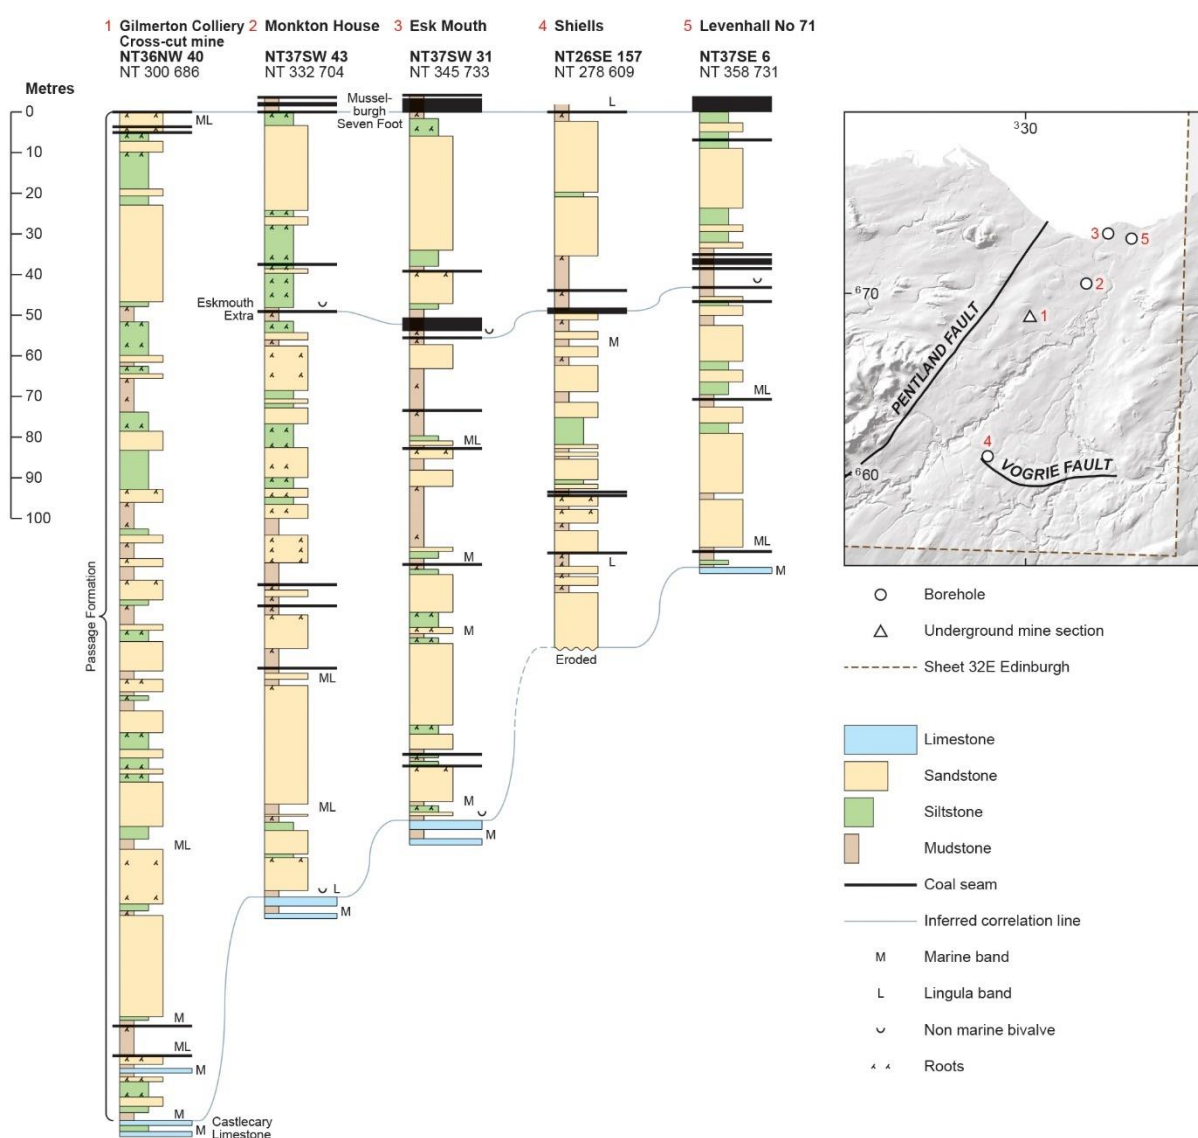 1 Gilmerton Colliery
Cross-cut mine
NT36NW 40
NT 300 686
2 Monkton House
NT37SW 43
NT 332 704
3 Esk Mouth
NT37SW 31
NT 345 733
4 Shiells
NT26SE 157
NT 278 609
5 Levenhall No 71
NT37SE 6
NT 358 731
Metres
0
10
20
30
40
50
60
70
80
90
100
Passage Formation
ML
ML
M
ML
M
M
M
Castlecary
Limestone
Eskmouth
Extra
ML
ML
L
M
Mussel-
burgh
Seven Foot
ML
M
M
M
M
L
M
L
Eroded
ML
ML
M
³30
⁶70
⁶60
PENTLAND FAULT
VOGRIE FAULT
1
2
3
4
5
Borehole
Underground mine section
Sheet 32E Edinburgh
Limestone
Sandstone
Siltstone
Mudstone
Coal seam
Inferred correlation line
M Marine band
L Lingula band
Non marine bivalve
Roots